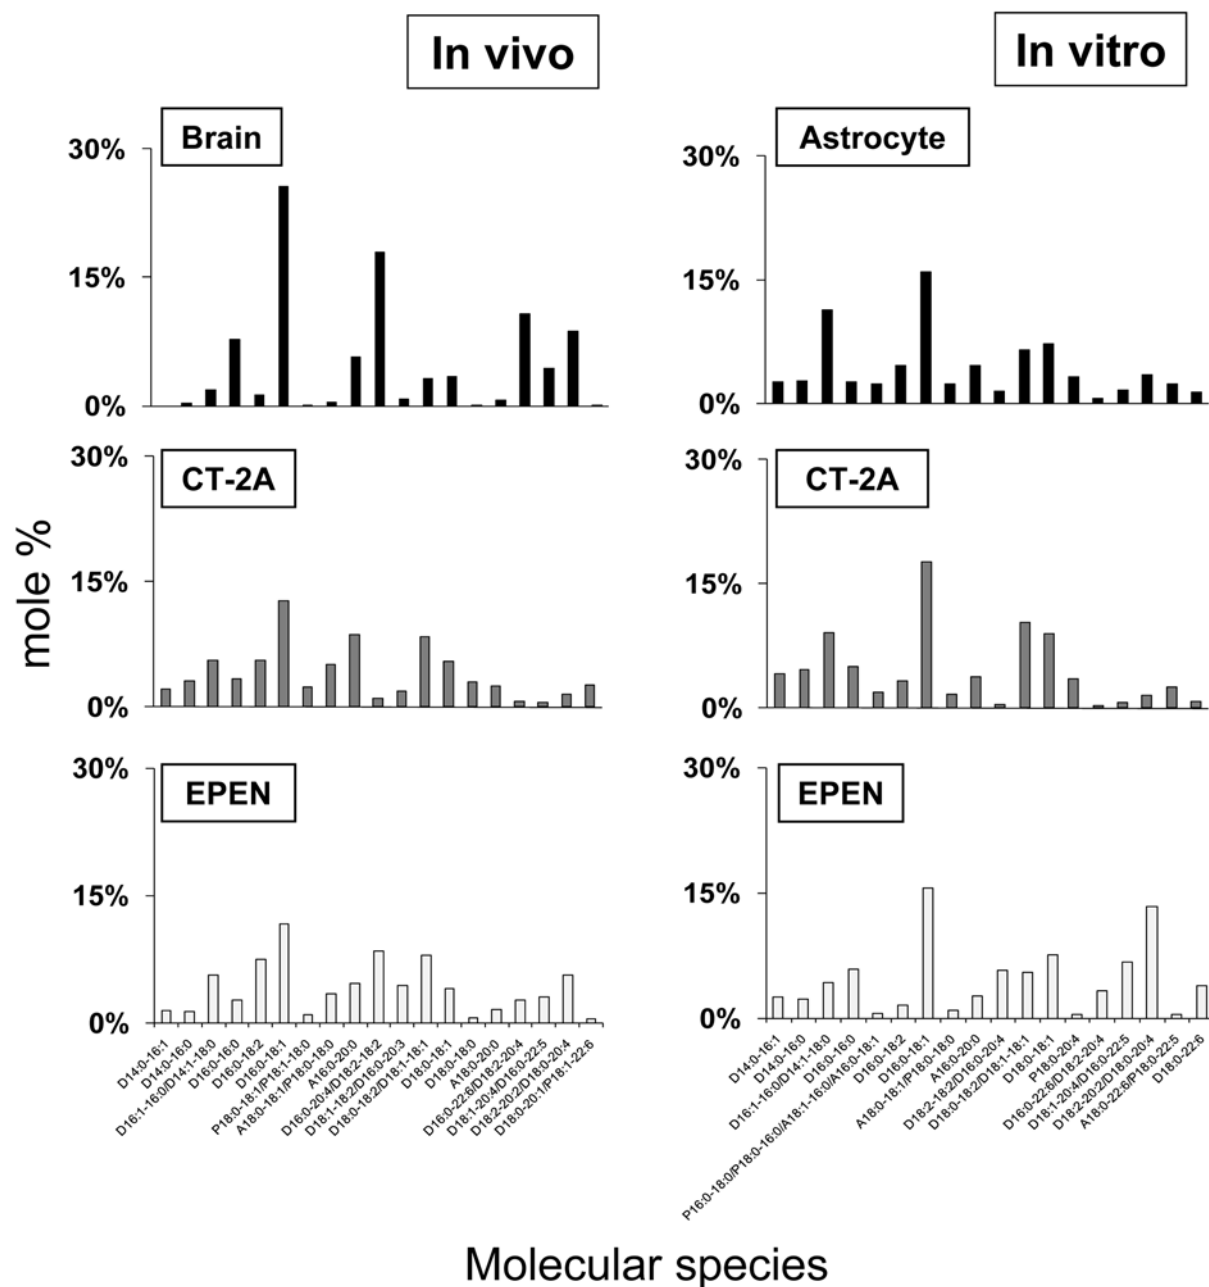 In vivo
In vitro
Brain
30%
15%
0%
Astrocyte
30%
15%
0%
mole %
CT-2A
30%
15%
0%
CT-2A
30%
15%
0%
EPEN
30%
15%
0%
EPEN
30%
15%
0%
D14:0-16:1
D14:0-16:0
D16:1-16:0/D14:1-18:0
D16:0-16:0
D16:0-18:2
D16:0-18:1
P18:0-18:1/P18:1-18:0
A18:0-18:1/P18:0-18:0
A16:0-20:0
D16:0-20:4/D18:2-18:2
D18:1-18:2/D16:0-20:3
D18:0-18:2/D18:1-18:1
D18:0-18:1
D18:0-18:0
A18:0-20:0
D16:0-22:6/D18:2-20:4
D18:1-20:4/D16:0-22:5
D18:2-20:2/D18:0-20:4
D18:0-20:1/P18:1-22:6
D14:0-16:1
D14:0-16:0
D16:1-16:0/D14:1-18:0
D16:0-16:0
P16:0-18:0/P18:0-16:0/A18:1-16:0/A16:0-18:1
D16:0-18:2
D16:0-18:1
A18:0-18:1/P18:0-18:0
A16:0-20:0
D18:2-18:2/D16:0-20:4
D18:0-18:2/D18:1-18:1
D18:0-18:1
P18:0-20:4
D16:0-22:6/D18:2-20:4
D18:1-20:4/D16:0-22:5
D18:2-20:2/D18:0-20:4
A18:0-22:6/P18:0-22:5
D18:0-22:6
Molecular species